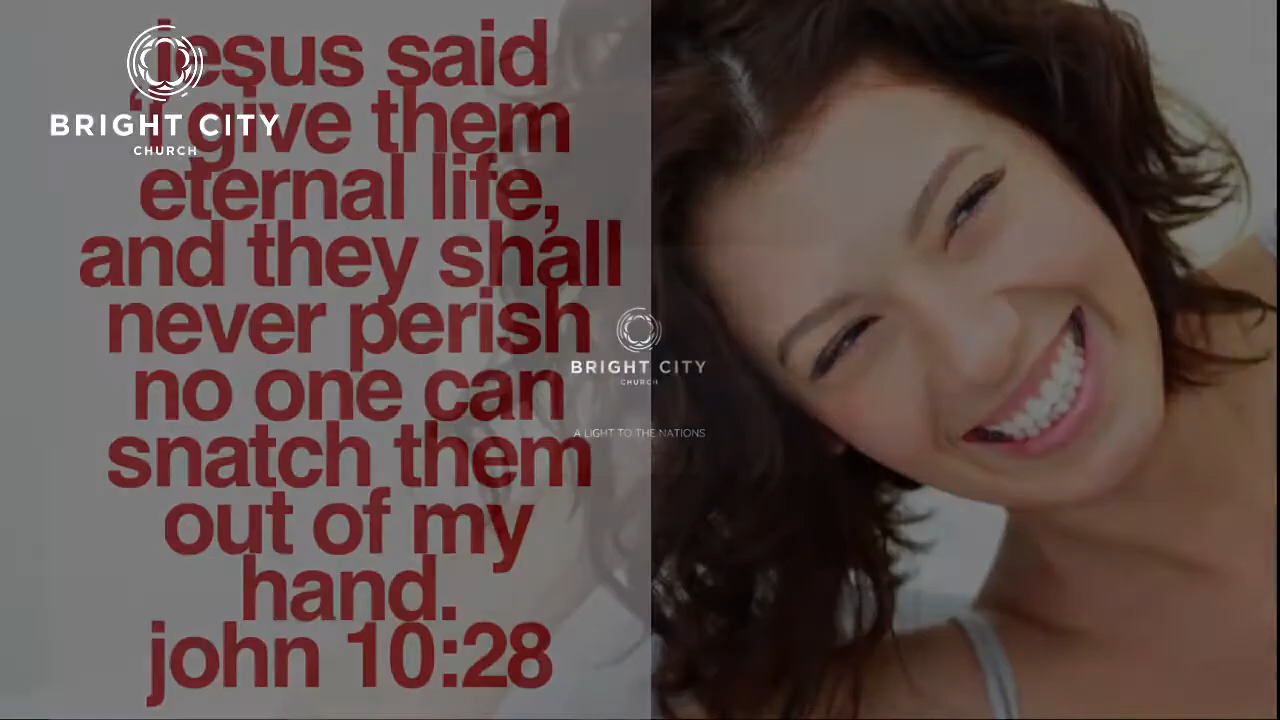 BRIGHT CITY
CHURCH
jesus said
'i give them
eternal life,
and they shall
never perish
no one can
snatch them
out of my
hand.
john 10:28
BRIGHT CITY
CHURCH
A LIGHT TO THE NATIONS